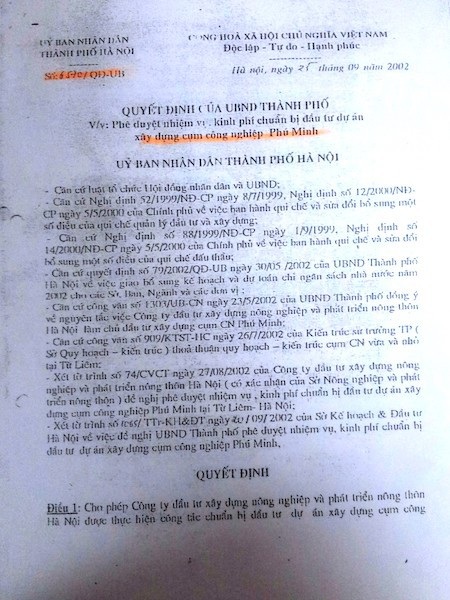 UỶ BAN NHÂN DÂN
THÀNH PHỐ HÀ NỘI
CỘNG HOÀ XÃ HỘI CHỦ NGHĨA VIỆT NAM
Độc lập - Tự do - Hạnh phúc
Số: /QĐ-UB
Hà nội, ngày 25 tháng 09 năm 2002
QUYẾT ĐỊNH CỦA UBND THÀNH PHỐ
V/v: Phê duyệt nhiệm vụ, kinh phí chuẩn bị đầu tư dự án
xây dựng cụm công nghiệp Phú Minh
UỶ BAN NHÂN DÂN THÀNH PHỐ HÀ NỘI
- Căn cứ luật tổ chức Hội đồng nhân dân và UBND;
- Căn cứ Nghị định 52/1999/NĐ-CP ngày 8/7/1999, Nghị định số 12/2000/NĐ-
CP ngày 5/5/2000 của Chính phủ về việc ban hành qui chế và sửa đổi bổ sung một
số điều của qui chế quản lý đầu tư và xây dựng;
- Căn cứ Nghị định số 88/1999/NĐ-CP ngày 1/9/1999, Nghị định số
14/2000/NĐ-CP ngày 5/5/2000 của Chính phủ về việc ban hành qui chế và sửa đổi
bổ sung một số điều của qui chế đấu thầu;
- Căn cứ quyết định số 79/2002/QĐ-UB ngày 30/05 /2002 của UBND Thành phố
Hà Nội về việc giao bổ sung kế hoạch và dự toán chi ngân sách nhà nước năm
2002 cho các Sở, Ban, Ngành và các đơn vị ;
- Căn cứ công văn số 1303/UB-CN ngày 23/5/2002 của UBND Thành phố đồng ý
về nguyên tắc việc Công ty đầu tư xây dựng nông nghiệp và phát triển nông thôn
Hà Nội làm chủ đầu tư xây dựng cụm CN Phú Minh;
- Căn cứ công văn số 909/KTST-HC ngày 26/7/2002 của Kiến trúc sư trưởng TP (
Sở Quy hoạch – kiến trúc ) thoả thuận quy hoạch – kiến trúc cụm CN vừa và nhỏ
tại Từ Liêm;
- Xét tờ trình số 74/CVCT ngày 27/08/2002 của Công ty đầu tư xây dựng nông
nghiệp và phát triển nông thôn Hà Nội ( có xác nhận của Sở Nông nghiệp và phát
triển nông thôn ) đề nghị phê duyệt nhiệm vụ , kinh phí chuẩn bị đầu tư dự án xây
dựng cụm công nghiệp Phú Minh tại Từ Liêm- Hà Nội;
- Xét tờ trình số /TTr-KH&ĐT ngày 20/ 09/ 2002 của Sở Kế hoạch & Đầu tư
Hà Nội về việc đề nghị UBND Thành phố phê duyệt nhiệm vụ, kinh phí chuẩn bị
đầu tư dự án xây dựng cụm công nghiệp Phú Minh,
QUYẾT ĐỊNH
Điều 1: Cho phép Công ty đầu tư xây dựng nông nghiệp và phát triển nông thôn
Hà Nội được thực hiện công tác chuẩn bị đầu tư dự án xây dựng cụm công